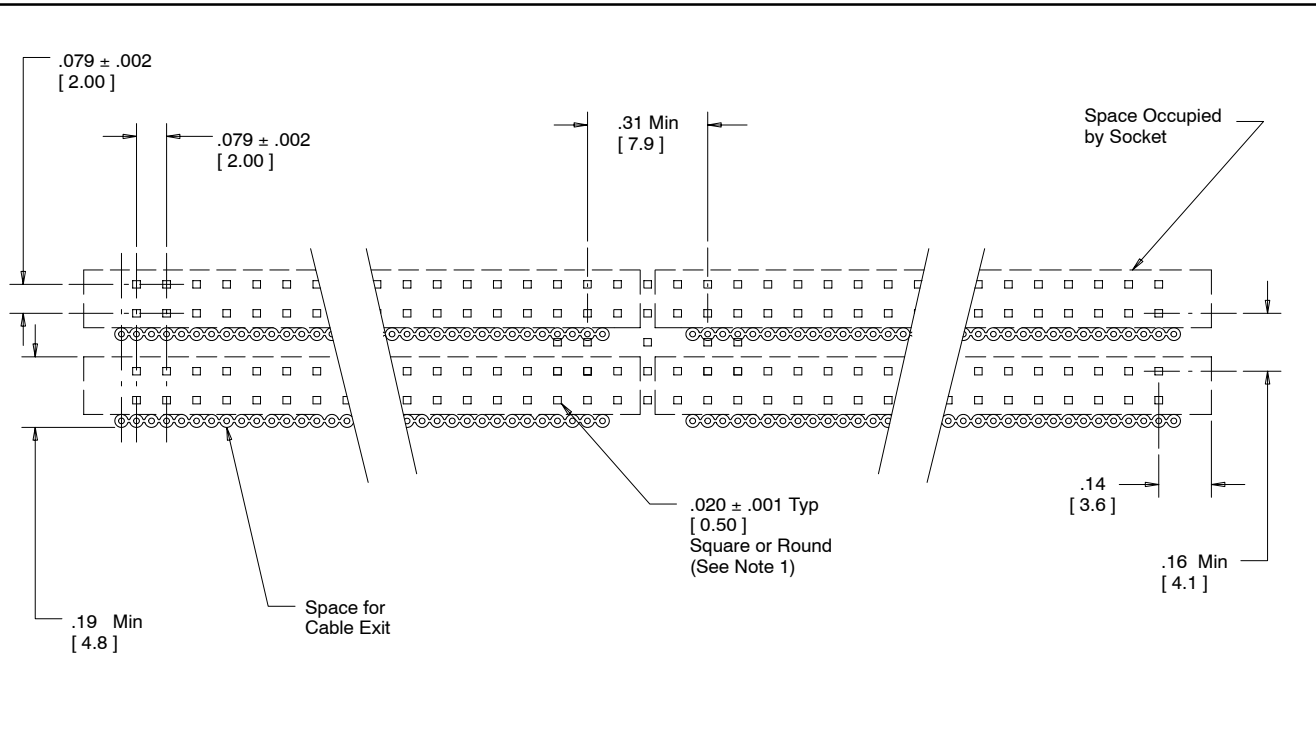 .079 ± .002
[ 2.00 ]
.079 ± .002
[ 2.00 ]
.31 Min
[ 7.9 ]
Space Occupied
by Socket
.020 ± .001 Typ
[ 0.50 ]
Square or Round
(See Note 1)
.14
[ 3.6 ]
.16 Min
[ 4.1 ]
Space for
Cable Exit
.19 Min
[ 4.8 ]